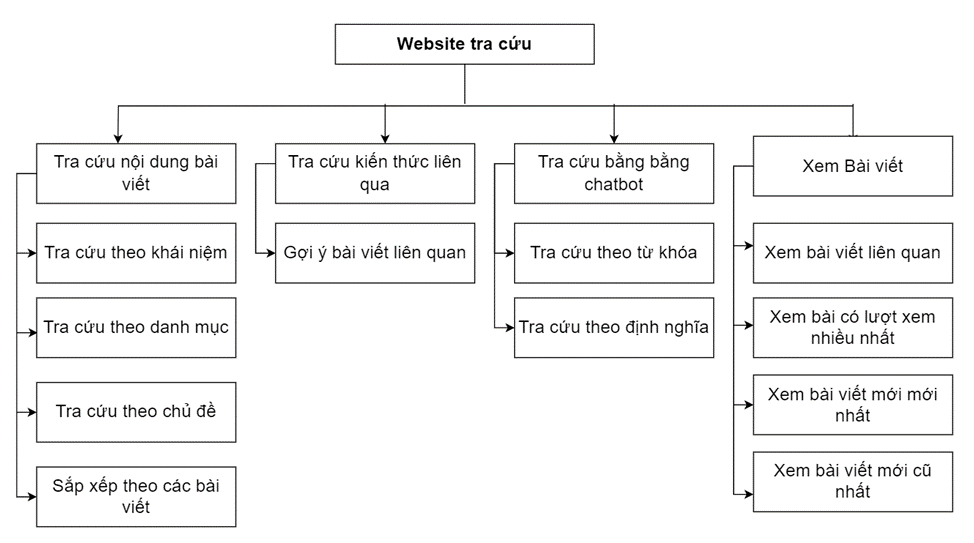 Website tra cứu
Tra cứu nội dung bài
viết
Tra cứu theo khái niệm
Tra cứu theo danh mục
Tra cứu theo chủ đề
Sắp xếp theo các bài
viết
Tra cứu kiến thức liên
qua
Gợi ý bài viết liên quan
Tra cứu bằng bằng
chatbot
Tra cứu theo từ khóa
Tra cứu theo định nghĩa
Xem Bài viết
Xem bài viết liên quan
Xem bài có lượt xem
nhiều nhất
Xem bài viết mới mới
nhất
Xem bài viết mới cũ
nhất